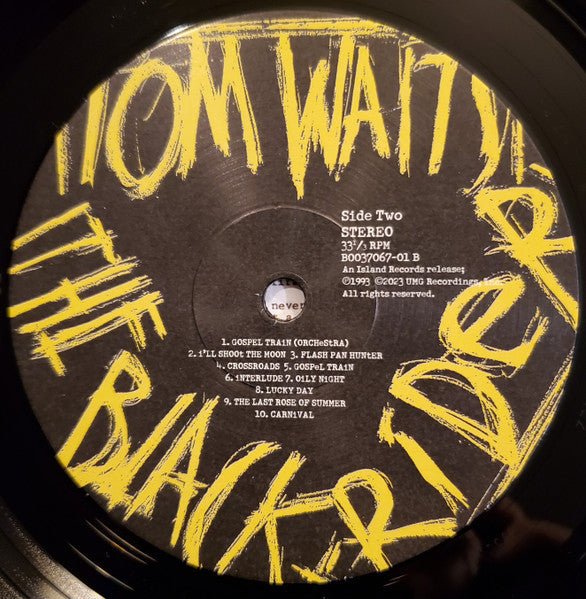 TOM WAITS
THE BLACK RIDER
Side Two
STEREO
33⅓ RPM
B0037067-01 B
An Island Records release;
℗1993 ©2023 UMG Recordings, Inc.
All rights reserved.
never
a
1. GOSPEL TRAiN (ORCHeStRA)
2. i'LL SHOOt THE MOON 3. FLASH PAN HUNtER
4. CROSSROADS 5. GOSPeL TRAiN
6. iNTERLUDE 7. OiLY NiGHT
8. LUCKY DAY
9. THE LAST ROSE OF SUMMER
10. CARNiVAL